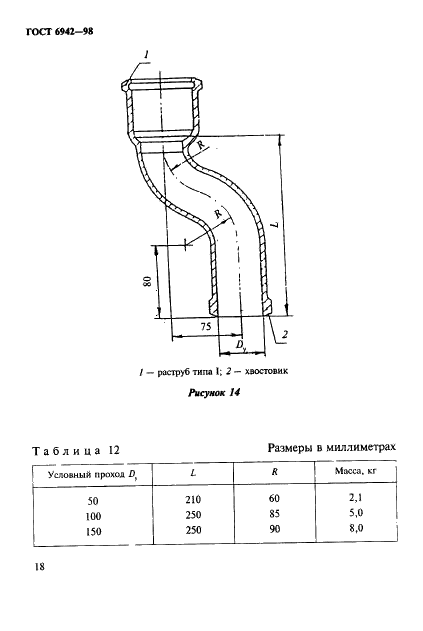 ГОСТ 6942—98
1
R
R
L
80
75
Dу
2
1 — раструб типа I; 2 — хвостовик
Рисунок 14
Таблица 12 Размеры в миллиметрах
Условный проход Dу L R Масса, кг
50 210 60 2,1
100 250 85 5,0
150 250 90 8,0
18